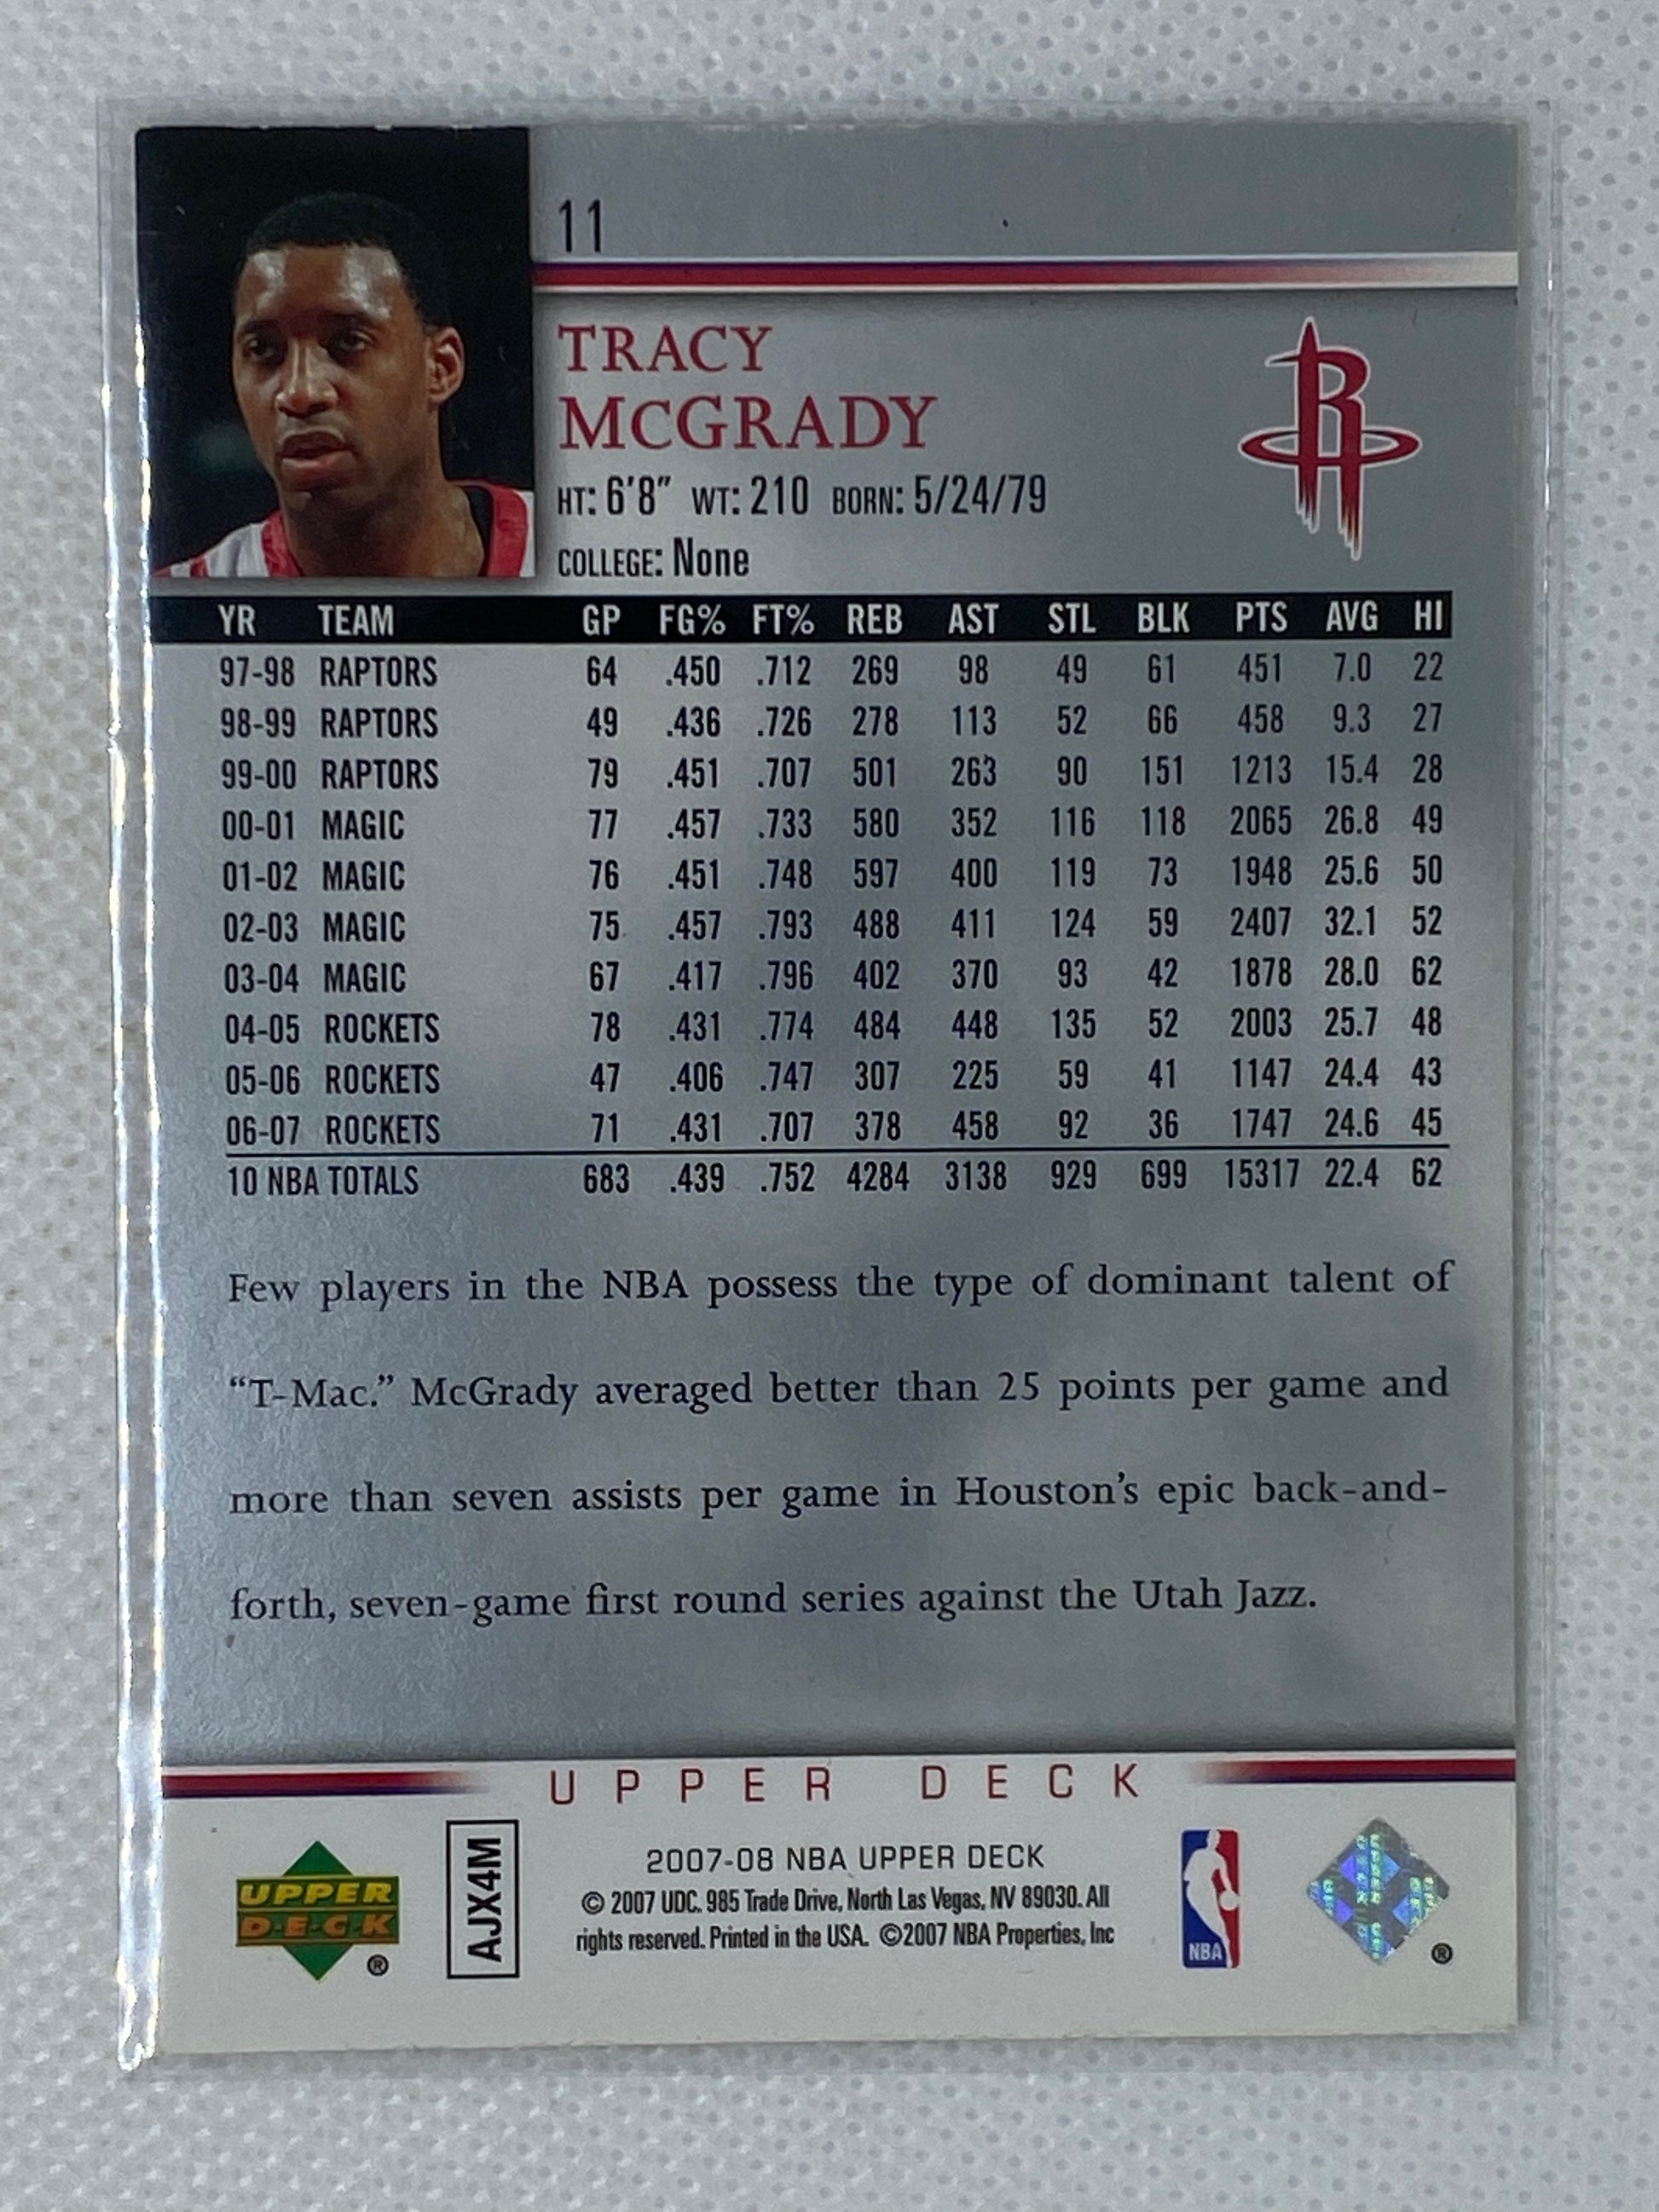 11
TRACY
McGRADY
HT: 6'8" WT: 210 BORN: 5/24/79
COLLEGE: None
YR TEAM GP FG% FT% REB AST STL BLK PTS AVG HI
97-98 RAPTORS 64 .450 .712 269 98 49 61 451 7.0 22
98-99 RAPTORS 49 .436 .726 278 113 52 66 458 9.3 27
99-00 RAPTORS 79 .451 .707 501 263 90 151 1213 15.4 28
00-01 MAGIC 77 .457 .733 580 352 116 118 2065 26.8 49
01-02 MAGIC 76 .451 .748 597 400 119 73 1948 25.6 50
02-03 MAGIC 75 .457 .793 488 411 124 59 2407 32.1 52
03-04 MAGIC 67 .417 .796 402 370 93 42 1878 28.0 62
04-05 ROCKETS 78 .431 .774 484 448 135 52 2003 25.7 48
05-06 ROCKETS 47 .406 .747 307 225 59 41 1147 24.4 43
06-07 ROCKETS 71 .431 .707 378 458 92 36 1747 24.6 45
10 NBA TOTALS 683 .439 .752 4284 3138 929 699 15317 22.4 62
Few players in the NBA possess the type of dominant talent of
“T-Mac.” McGrady averaged better than 25 points per game and
more than seven assists per game in Houston’s epic back-and-
forth, seven-game first round series against the Utah Jazz.
UPPER DECK
UPPER
DECK
®
AJX4M
2007-08 NBA UPPER DECK
© 2007 UDC. 985 Trade Drive, North Las Vegas, NV 89030. All
rights reserved. Printed in the USA. ©2007 NBA Properties, Inc
NBA
®